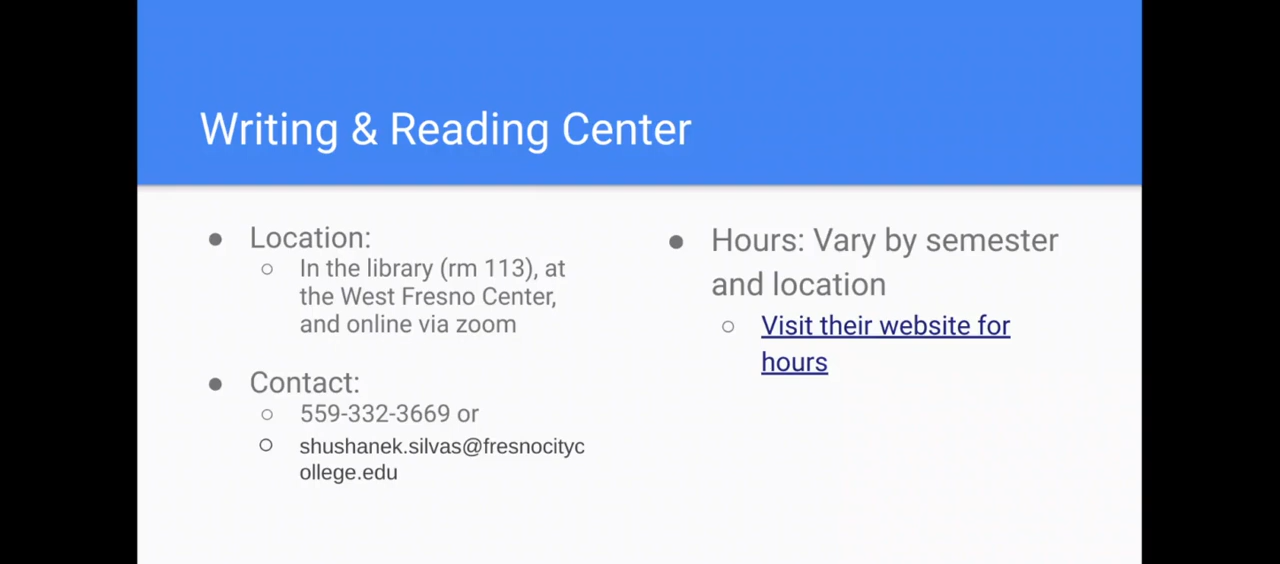 Writing & Reading Center
Location:
In the library (rm 113), at
the West Fresno Center,
and online via zoom
Contact:
559-332-3669 or
shushanek.silvas@fresnocityc
ollege.edu
Hours: Vary by semester
and location
Visit their website for
hours